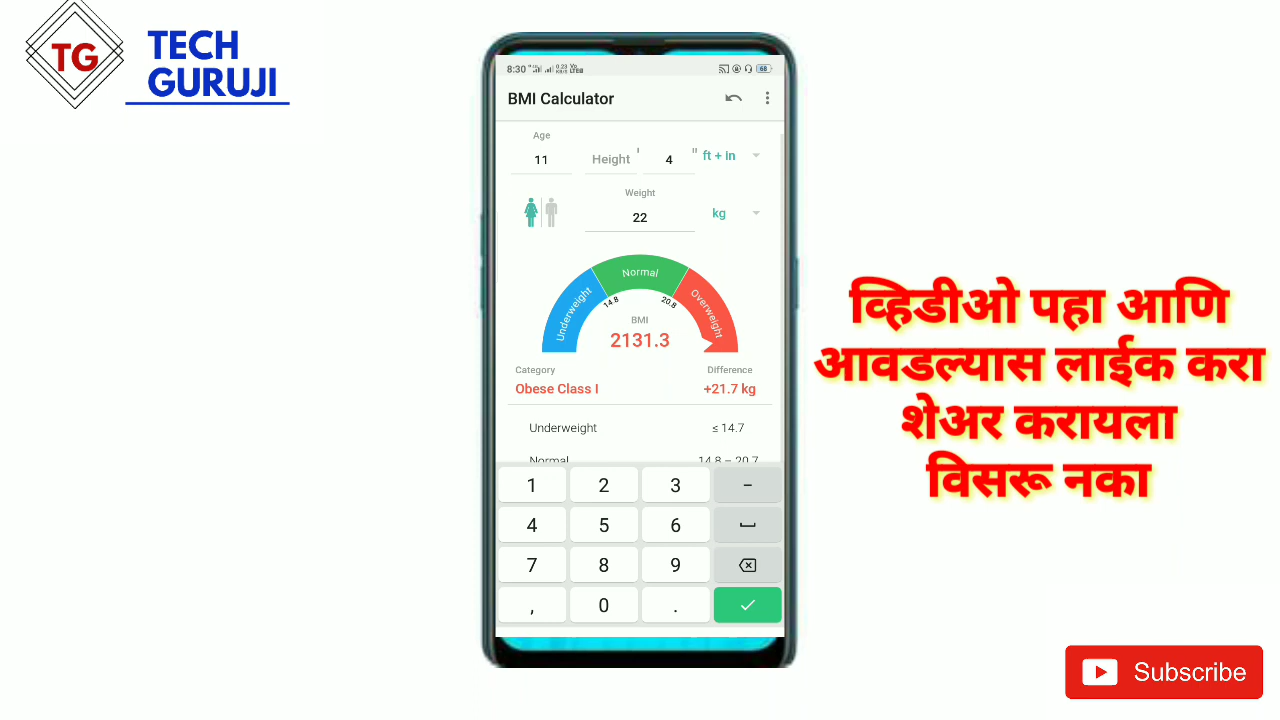 TG
TECH
GURUJI
8:30
68
BMI Calculator
Age
11
Height ' 4 " ft + in
Weight
22
kg
Underweight
Normal
Overweight
14.8
20.8
BMI
2131.3
Category
Difference
Obese Class I
+21.7 kg
Underweight
≤ 14.7
Normal
14.8 – 20.7
1 2 3 –
4 5 6
7 8 9
, 0 .
व्हिडीओ पहा आणि
आवडल्यास लाईक करा
शेअर करायला
विसरू नका
Subscribe